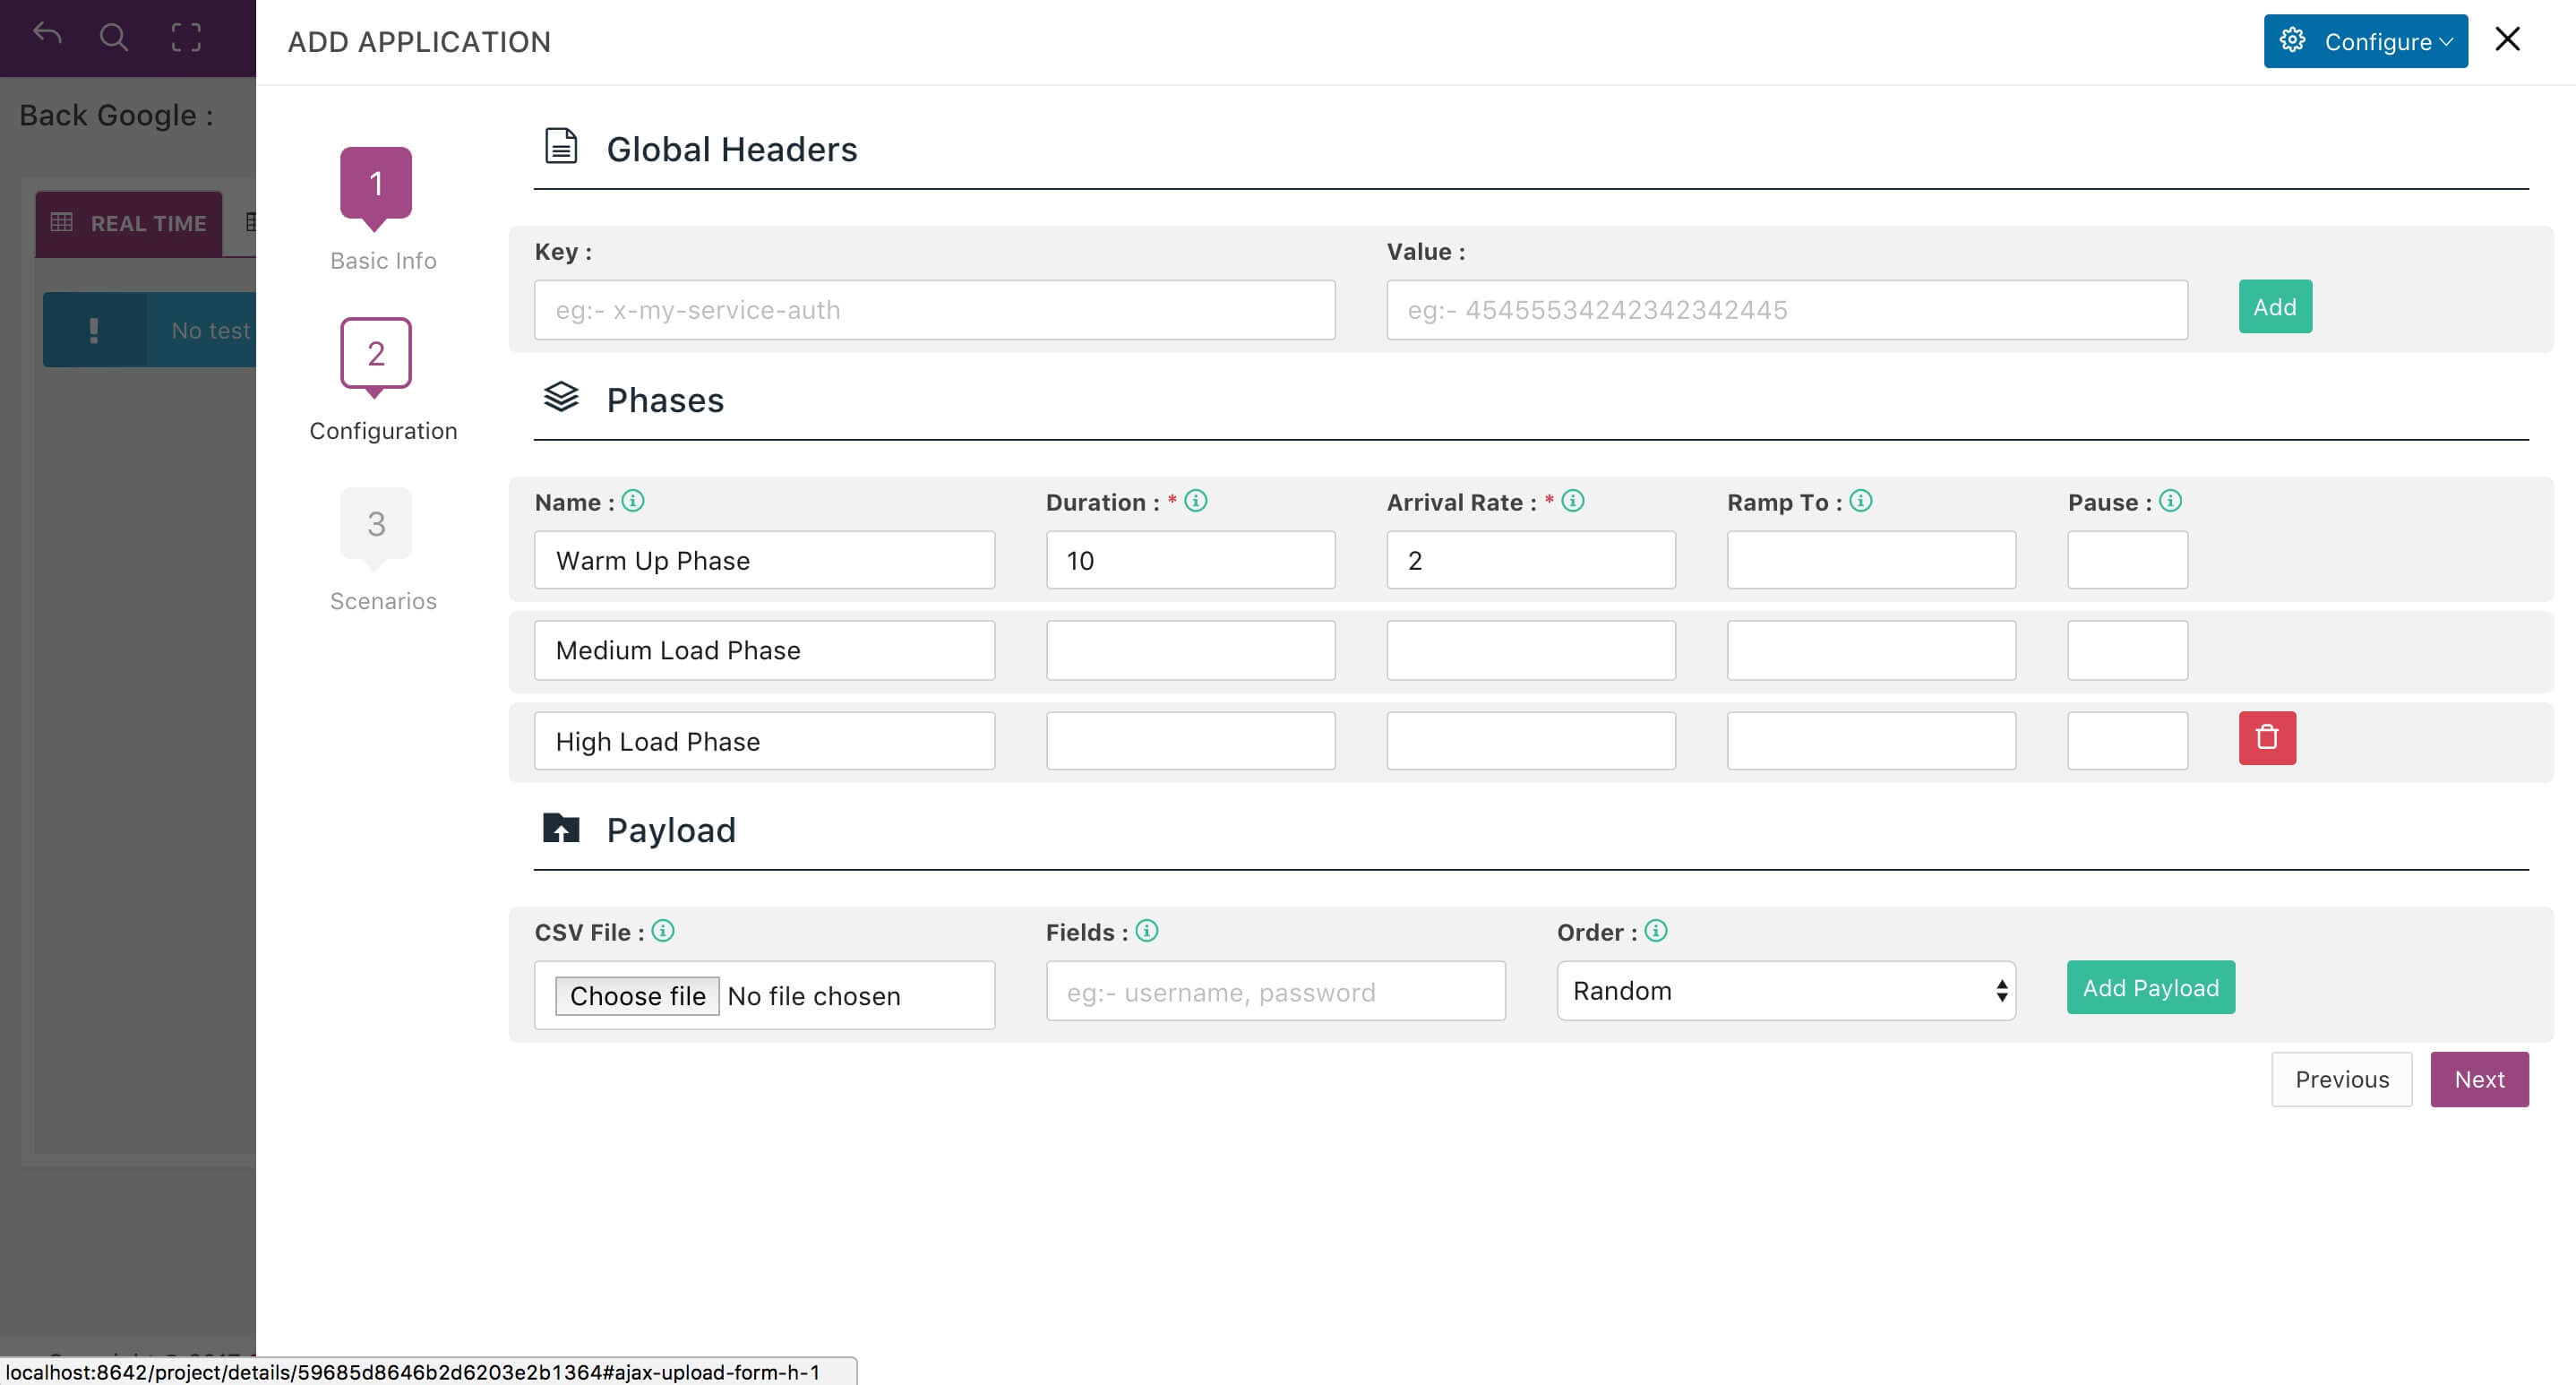 ADD APPLICATION
Configure
Back Google :
REAL TIME
No test
1
Basic Info
2
Configuration
3
Scenarios
Global Headers
Key :
Value :
eg:- x-my-service-auth
eg:- 45455534242342342445
Add
Phases
Name :
Duration : *
Arrival Rate : *
Ramp To :
Pause :
Warm Up Phase
10
2
Medium Load Phase
High Load Phase
Payload
CSV File :
Fields :
Order :
Choose file No file chosen
eg:- username, password
Random
Add Payload
Previous
Next
localhost:8642/project/details/59685d8646b2d6203e2b1364#ajax-upload-form-h-1